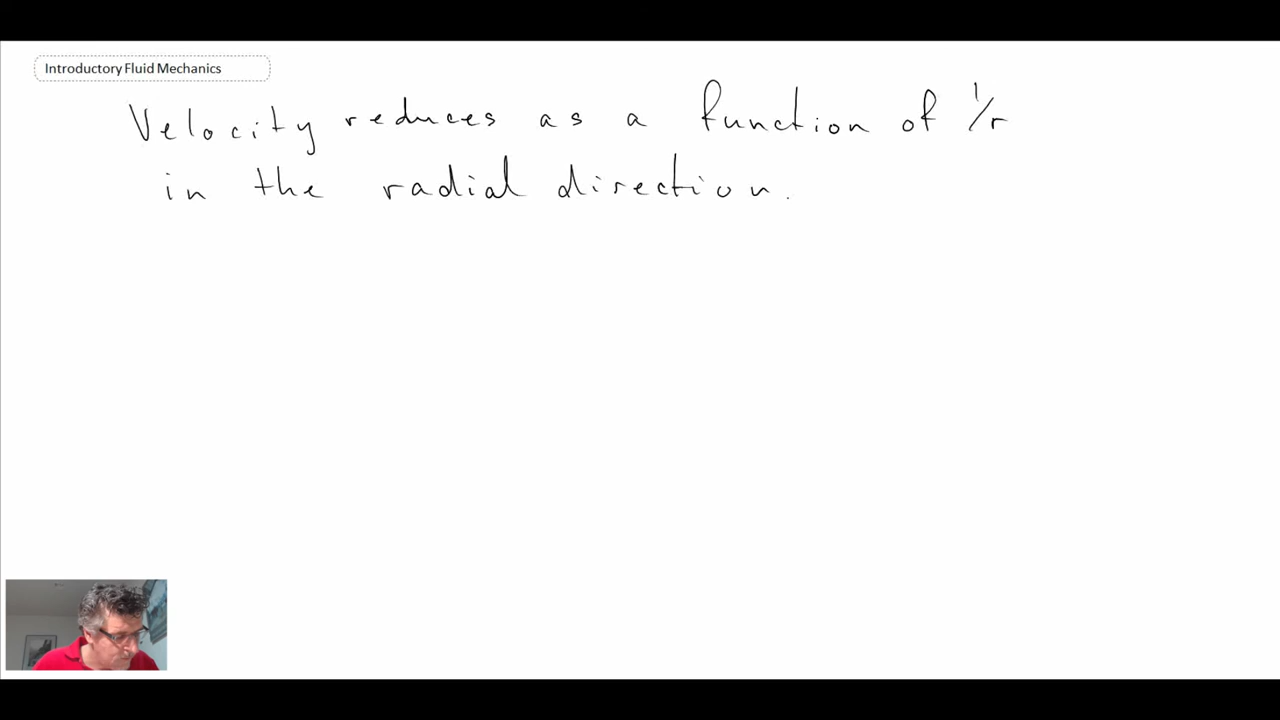 Introductory Fluid Mechanics
Velocity reduces as a function of 1/r
in the radial direction.